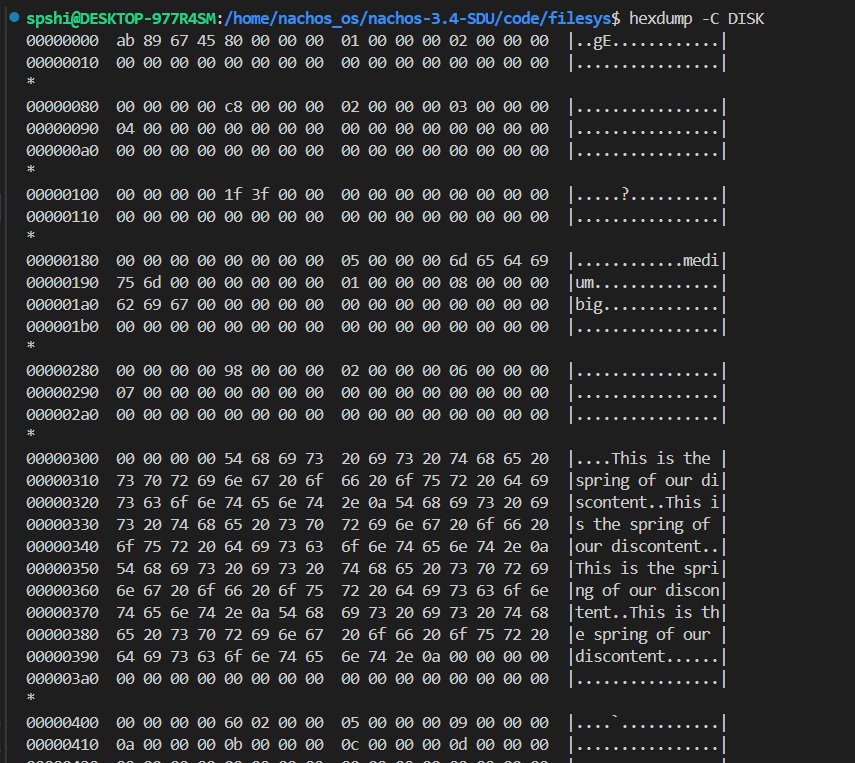 spshi@DESKTOP-977R4SM:/home/nachos_os/nachos-3.4-SDU/code/filesys$ hexdump -C DISK
00000000  ab 89 67 45 80 00 00 00  01 00 00 00 02 00 00 00  |..gE............|
00000010  00 00 00 00 00 00 00 00  00 00 00 00 00 00 00 00  |................|
*
00000080  00 00 00 00 c8 00 00 00  02 00 00 00 03 00 00 00  |................|
00000090  04 00 00 00 00 00 00 00  00 00 00 00 00 00 00 00  |................|
000000a0  00 00 00 00 00 00 00 00  00 00 00 00 00 00 00 00  |................|
*
00000100  00 00 00 00 1f 3f 00 00  00 00 00 00 00 00 00 00  |.....?..........|
00000110  00 00 00 00 00 00 00 00  00 00 00 00 00 00 00 00  |................|
*
00000180  00 00 00 00 00 00 00 00  05 00 00 00 6d 65 64 69  |............medi|
00000190  75 6d 00 00 00 00 00 00  01 00 00 00 08 00 00 00  |um..............|
000001a0  62 69 67 00 00 00 00 00  00 00 00 00 00 00 00 00  |big.............|
000001b0  00 00 00 00 00 00 00 00  00 00 00 00 00 00 00 00  |................|
*
00000280  00 00 00 00 98 00 00 00  02 00 00 00 06 00 00 00  |................|
00000290  07 00 00 00 00 00 00 00  00 00 00 00 00 00 00 00  |................|
000002a0  00 00 00 00 00 00 00 00  00 00 00 00 00 00 00 00  |................|
*
00000300  00 00 00 00 54 68 69 73  20 69 73 20 74 68 65 20  |....This is the |
00000310  73 70 72 69 6e 67 20 6f  66 20 6f 75 72 20 64 69  |spring of our di|
00000320  73 63 6f 6e 74 65 6e 74  2e 0a 54 68 69 73 20 69  |scontent..This i|
00000330  73 20 74 68 65 20 73 70  72 69 6e 67 20 6f 66 20  |s the spring of |
00000340  6f 75 72 20 64 69 73 63  6f 6e 74 65 6e 74 2e 0a  |our discontent..|
00000350  54 68 69 73 20 69 73 20  74 68 65 20 73 70 72 69  |This is the spri|
00000360  6e 67 20 6f 66 20 6f 75  72 20 64 69 73 63 6f 6e  |ng of our discon|
00000370  74 65 6e 74 2e 0a 54 68  69 73 20 69 73 20 74 68  |tent..This is th|
00000380  65 20 73 70 72 69 6e 67  20 6f 66 20 6f 75 72 20  |e spring of our |
00000390  64 69 73 63 6f 6e 74 65  6e 74 2e 0a 00 00 00 00  |discontent......|
000003a0  00 00 00 00 00 00 00 00  00 00 00 00 00 00 00 00  |................|
*
00000400  00 00 00 00 60 02 00 00  05 00 00 00 09 00 00 00  |....`...........|
00000410  0a 00 00 00 0b 00 00 00  0c 00 00 00 0d 00 00 00  |................|